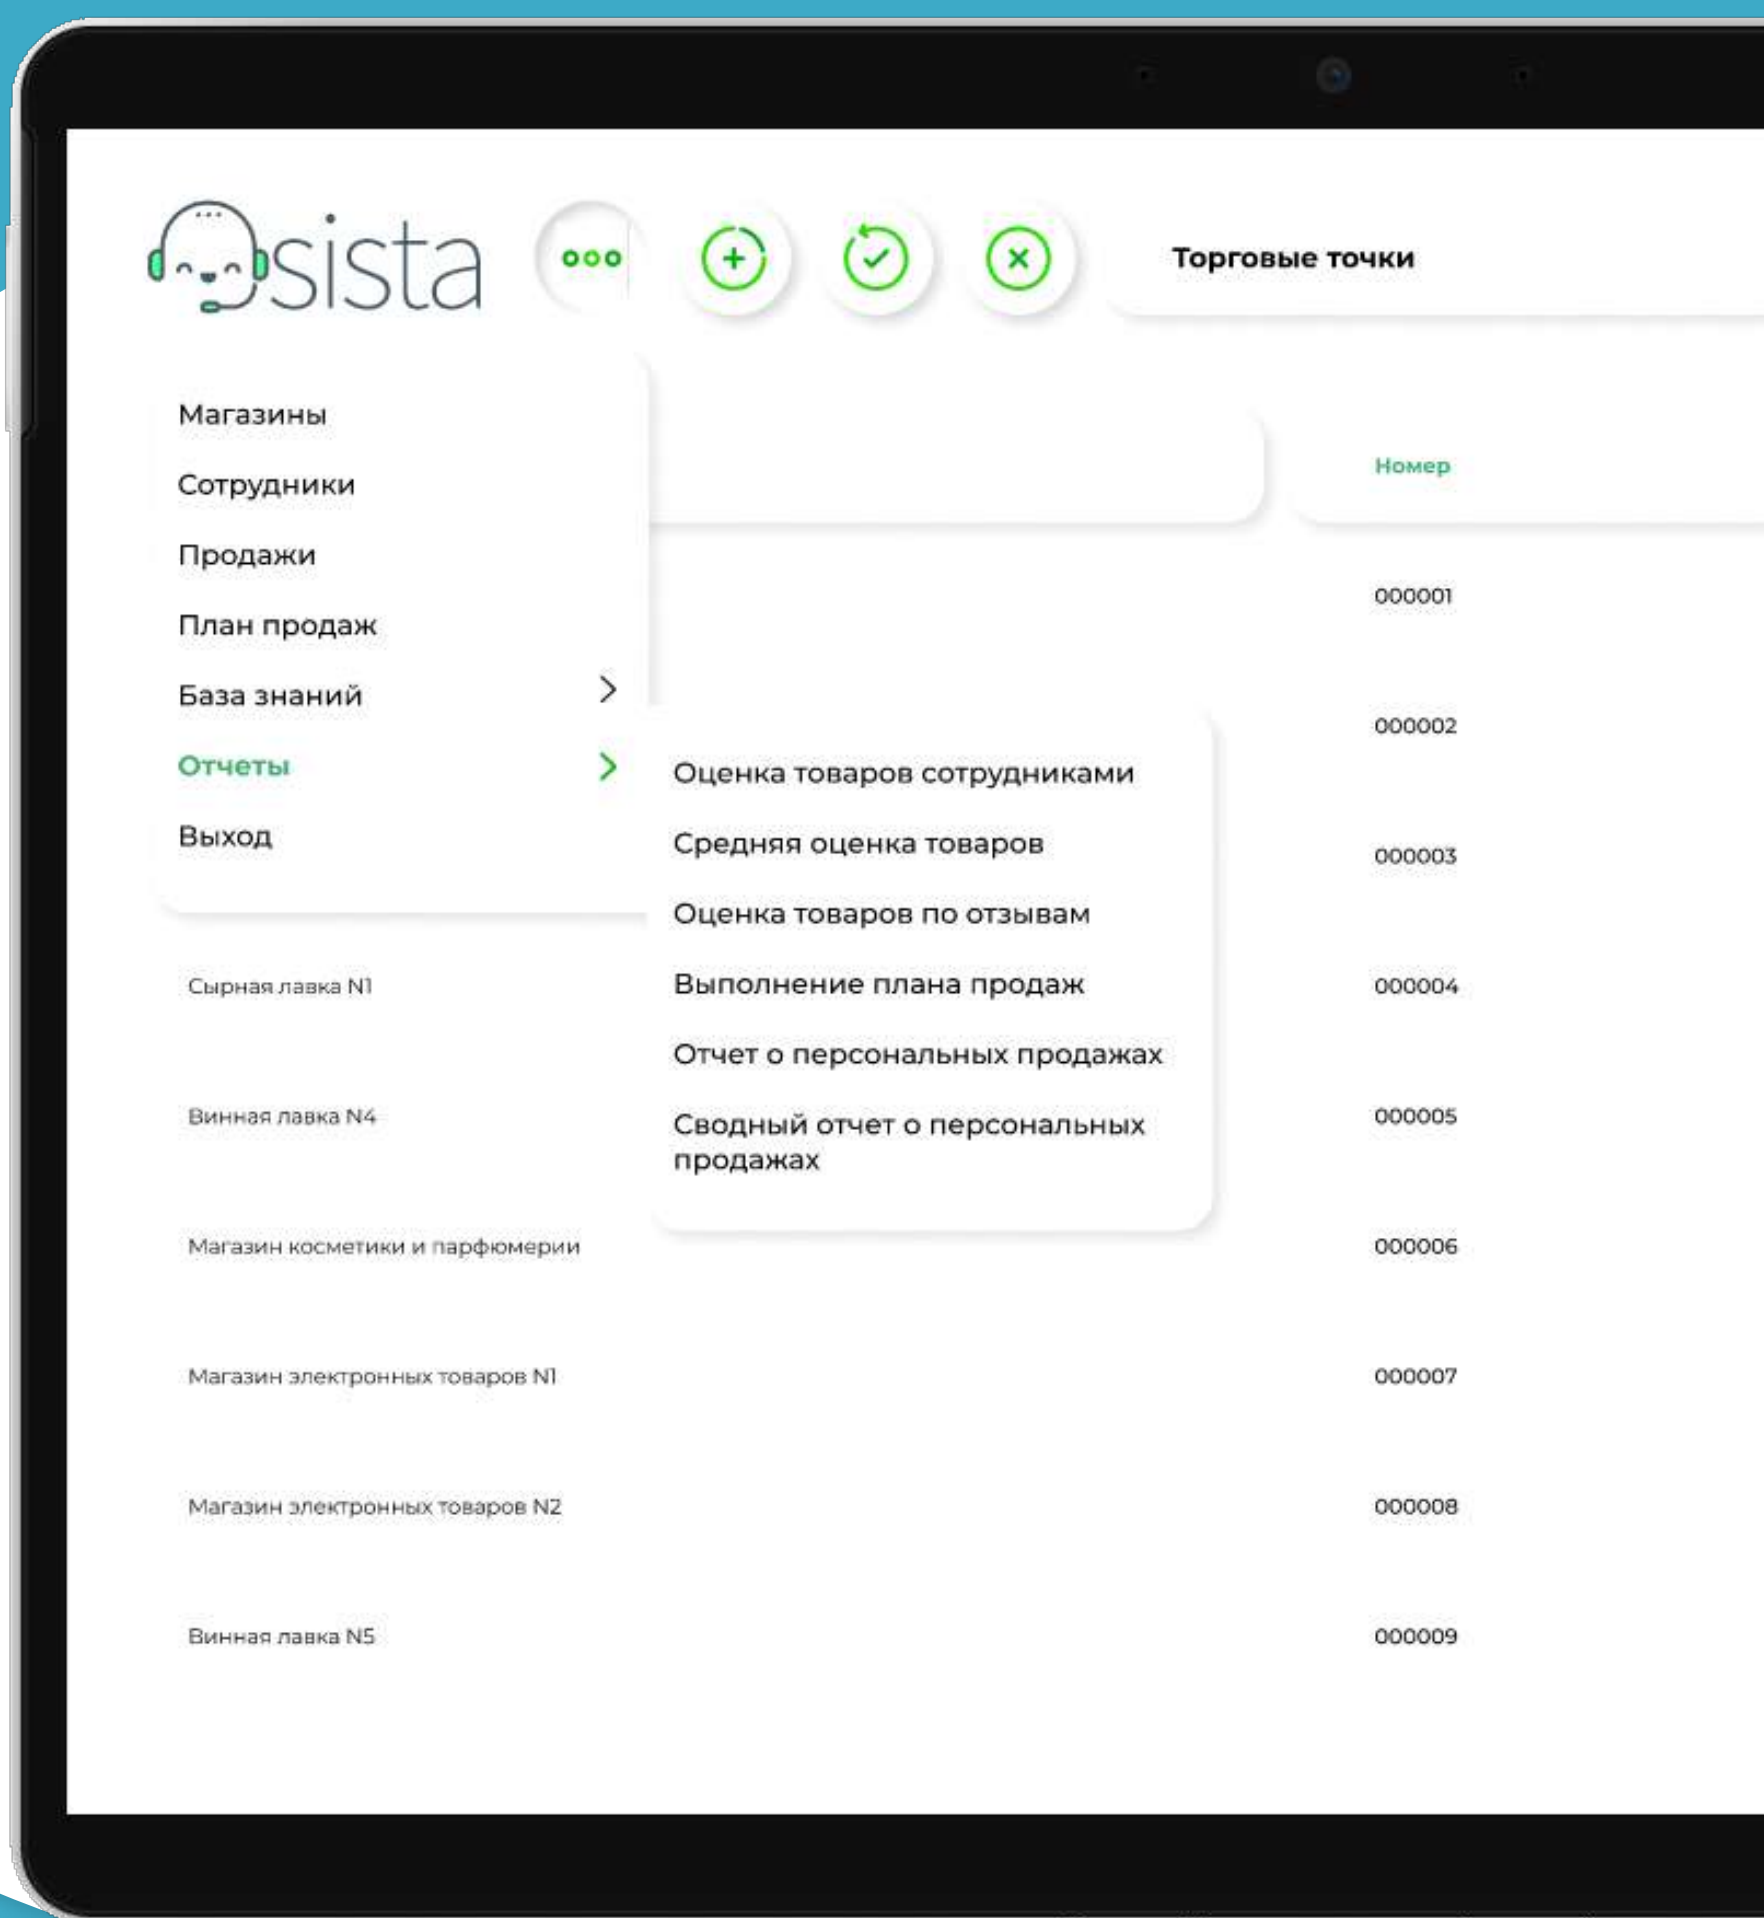 sista
Торговые точки
Магазины
Сотрудники
Продажи
План продаж
База знаний
Отчеты
Выход
Оценка товаров сотрудниками
Средняя оценка товаров
Оценка товаров по отзывам
Выполнение плана продаж
Отчет о персональных продажах
Сводный отчет о персональных
продажах
Номер
000001
000002
000003
Сырная лавка N1 000004
Винная лавка N4 000005
Магазин косметики и парфюмерии 000006
Магазин электронных товаров N1 000007
Магазин электронных товаров N2 000008
Винная лавка N5 000009